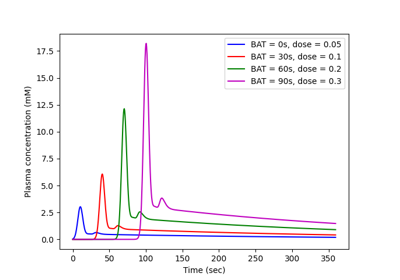 17.5
15.0
12.5
10.0
7.5
5.0
2.5
0.0
Plasma concentration (mM)
BAT = 0s, dose = 0.05
BAT = 30s, dose = 0.1
BAT = 60s, dose = 0.2
BAT = 90s, dose = 0.3
0 50 100 150 200 250 300 350
Time (sec)